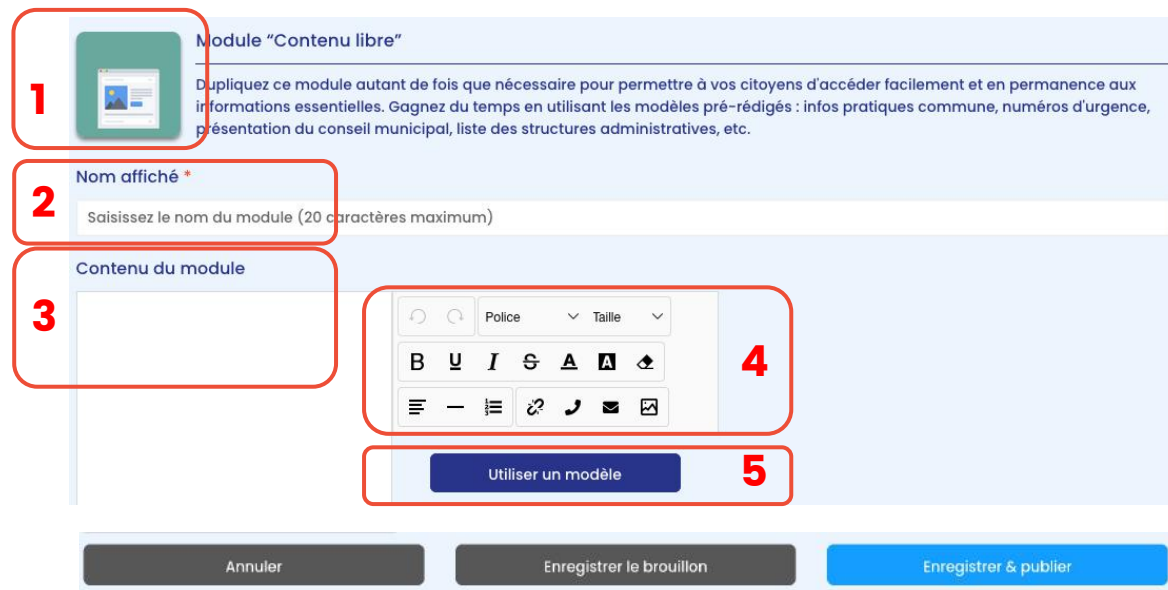 1
Module “Contenu libre”
Dupliquez ce module autant de fois que nécessaire pour permettre à vos citoyens d'accéder facilement et en permanence aux
informations essentielles. Gagnez du temps en utilisant les modèles pré-rédigés : infos pratiques commune, numéros d'urgence,
présentation du conseil municipal, liste des structures administratives, etc.
2
Nom affiché *
Saisissez le nom du module (20 caractères maximum)
3
Contenu du module
Police Taille
B U I S A A
4
Utiliser un modèle
5
Annuler Enregistrer le brouillon Enregistrer & publier